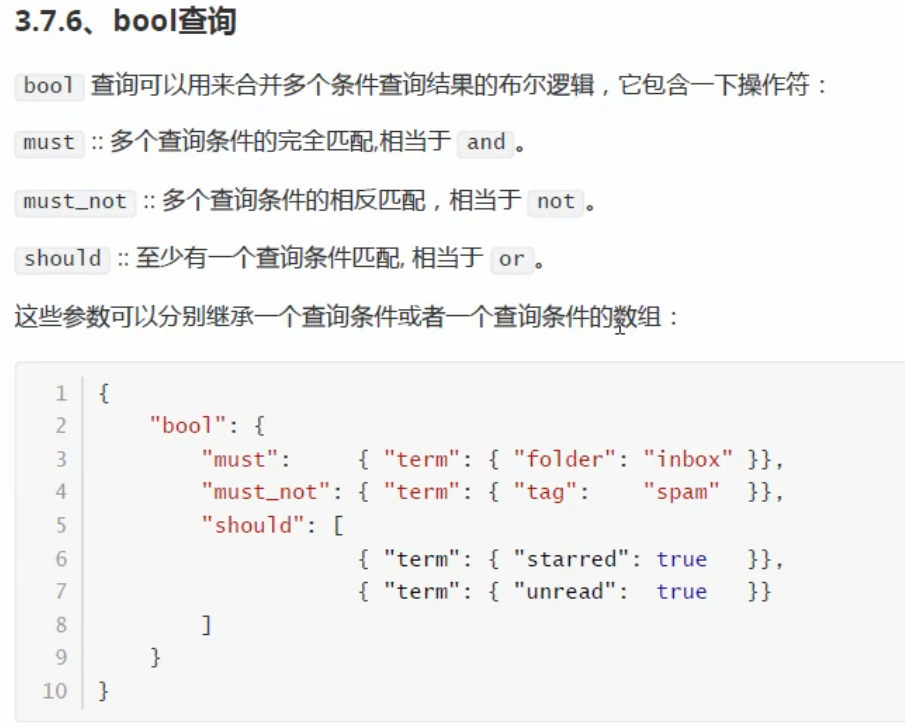 3.7.6、bool查询
bool 查询可以用来合并多个条件查询结果的布尔逻辑，它包含一下操作符：
must :: 多个查询条件的完全匹配,相当于 and 。
must_not :: 多个查询条件的相反匹配，相当于 not 。
should :: 至少有一个查询条件匹配, 相当于 or 。
这些参数可以分别继承一个查询条件或者一个查询条件的数组：
1 {
2     "bool": {
3         "must":     { "term": { "folder": "inbox" }},
4         "must_not": { "term": { "tag":    "spam"  }},
5         "should": [
6                     { "term": { "starred": true   }},
7                     { "term": { "unread":  true   }}
8         ]
9     }
10 }